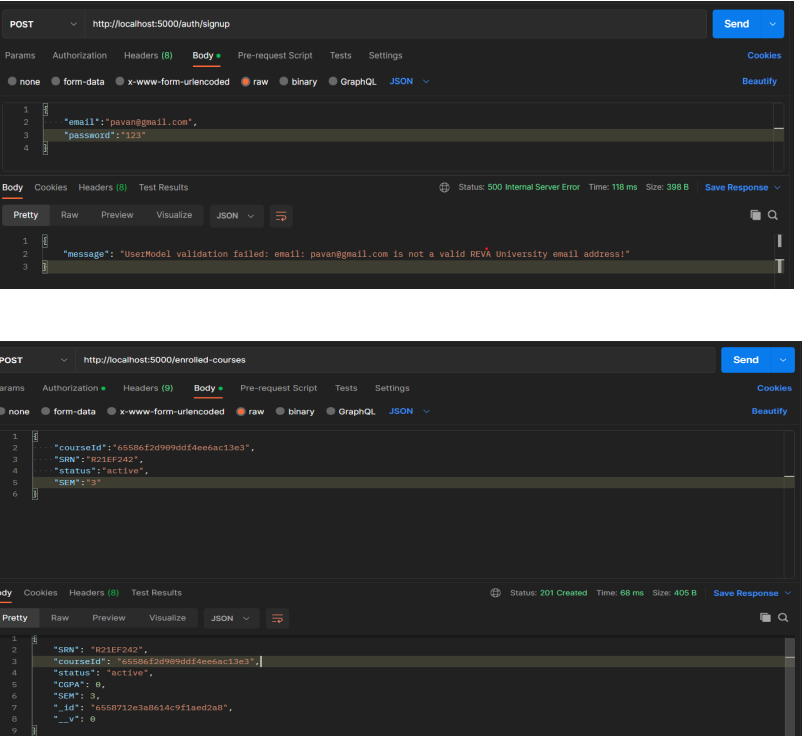 POST http://localhost:5000/auth/signup Send
Params Authorization Headers (8) Body Pre-request Script Tests Settings Cookies
none form-data x-www-form-urlencoded raw binary GraphQL JSON Beautify
1 {
2 "email":"pavan@gmail.com",
3 "password":"123"
4 }
Body Cookies Headers (8) Test Results Status: 500 Internal Server Error Time: 118 ms Size: 398 B Save Response
Pretty Raw Preview Visualize JSON
1 {
2 "message": "UserModel validation failed: email: pavan@gmail.com is not a valid REVA University email address!"
3 }
POST http://localhost:5000/enrolled-courses Send
arams Authorization Headers (9) Body Pre-request Script Tests Settings Cookies
none form-data x-www-form-urlencoded raw binary GraphQL JSON Beautify
1 {
2 "courseId":"65586f2d909ddf4ee6ac13e3",
3 "SRN":"R21EF242",
4 "status":"active",
5 "SEM":"3"
6 }
ody Cookies Headers (8) Test Results Status: 201 Created Time: 68 ms Size: 405 B Save Response
Pretty Raw Preview Visualize JSON
1 {
2 "SRN": "R21EF242",
3 "courseId": "65586f2d909ddf4ee6ac13e3",
4 "status": "active",
5 "CGPA": 0,
6 "SEM": 3,
7 "_id": "6558712e3a8614c9f1aed2a8",
8 "__v": 0
9 }